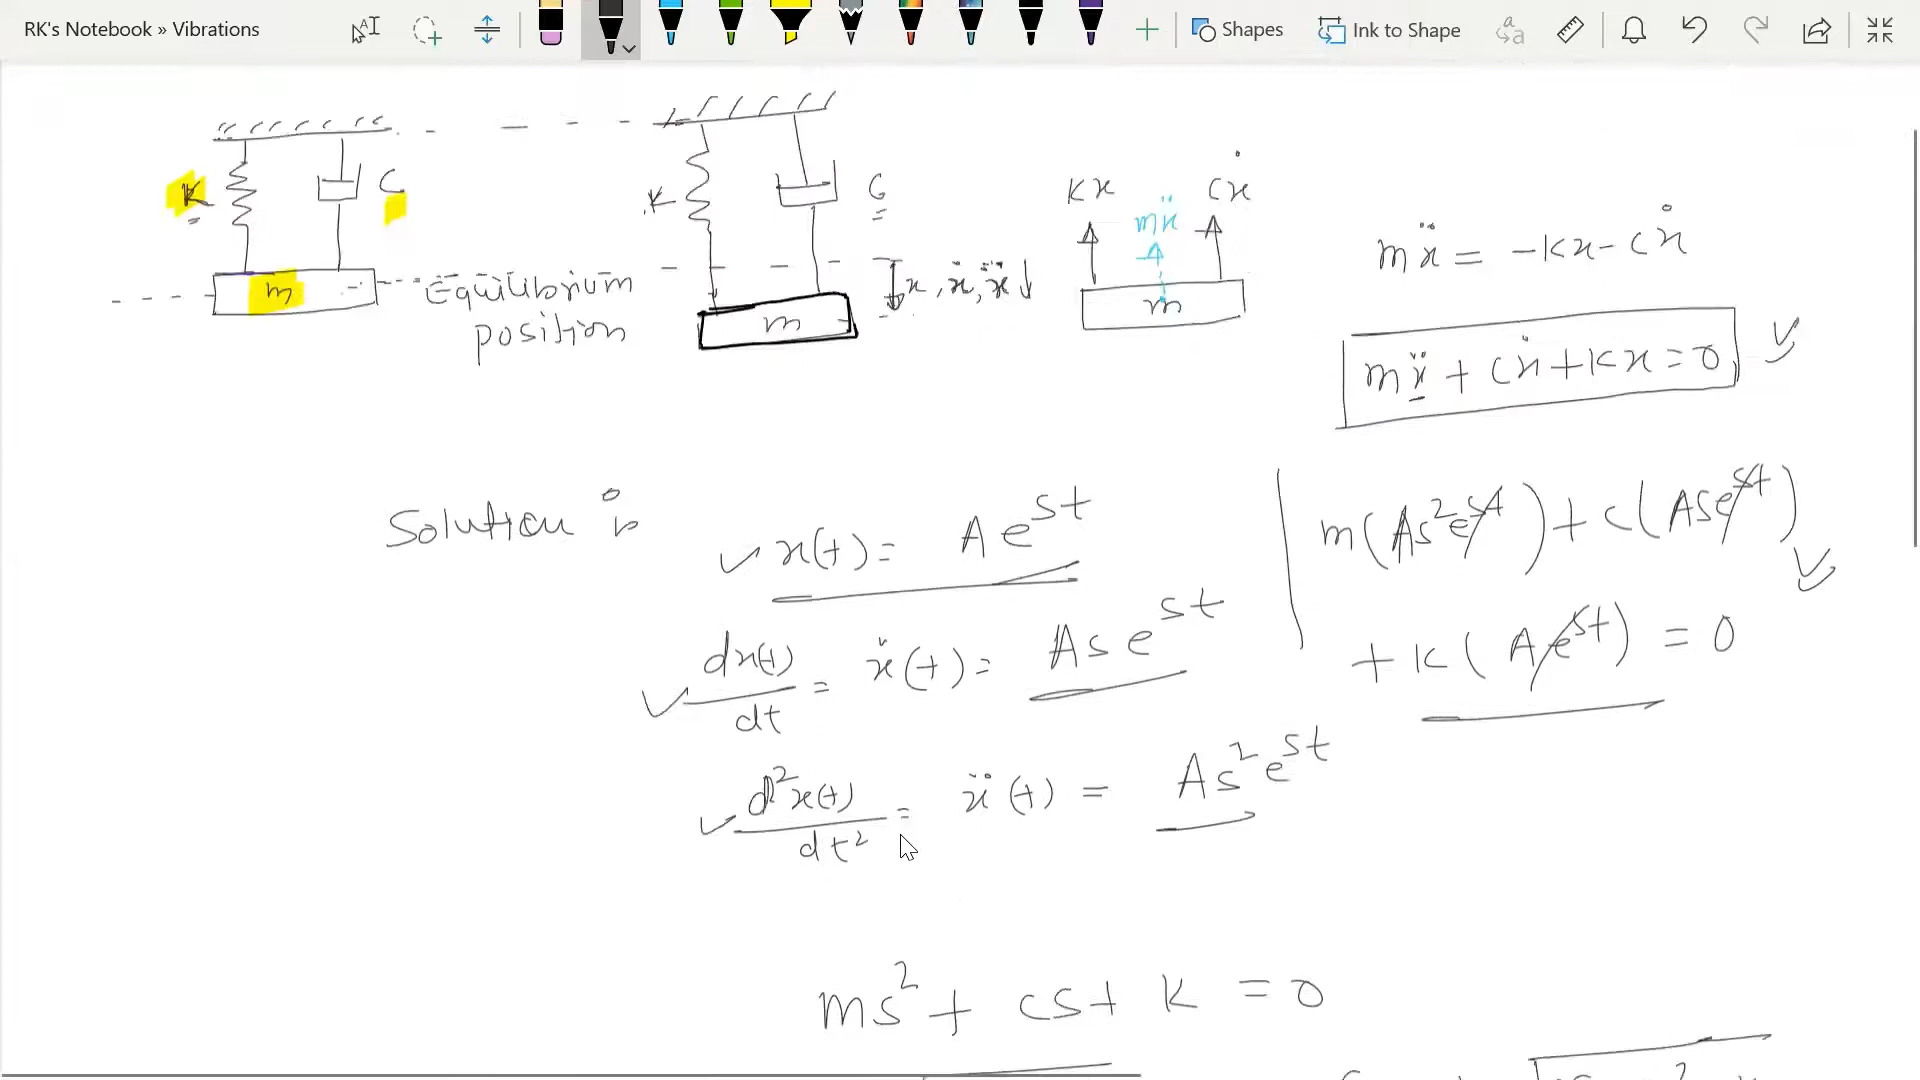 RK's Notebook » Vibrations
Shapes
Ink to Shape
K
C
m
Equilibrium
position
K
C
m
x, ẋ, ẍ
Kx
mẍ
Cẋ
m
mẍ = -Kx - Cẋ
mẍ + Cẋ + Kx = 0
Solution is
x(t) = Ae^{st}
dx(t)/dt = ẋ(t) = Ase^{st}
d²x(t)/dt² = ẍ(t) = As²e^{st}
m(As²e^{st}) + C(Ase^{st})
+ K(Ae^{st}) = 0
ms² + cs + K = 0